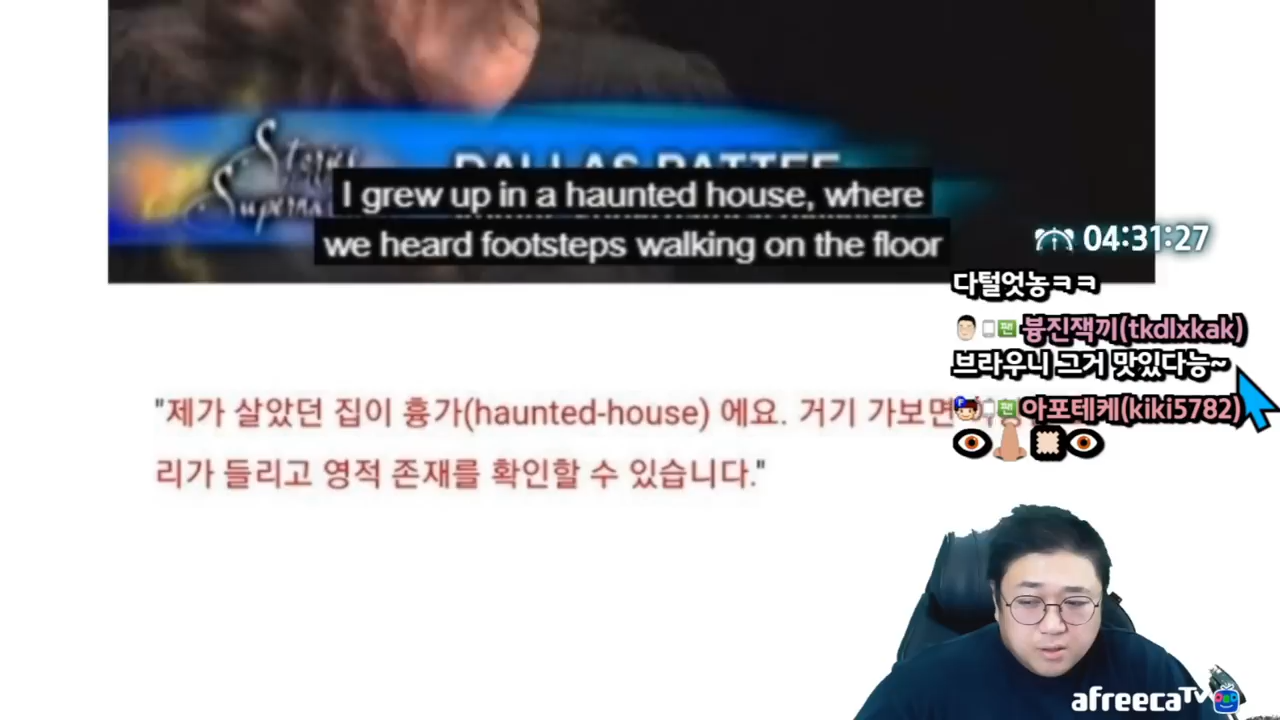 Stories
DALLAS PATTEE
I grew up in a haunted house, where
we heard footsteps walking on the floor
04:31:27
다털엇농ㅋㅋ
뿅진잭끼(tkdlxkak)
브라우니 그거 맛있다능~
"제가 살았던 집이 흉가(haunted-house) 에요. 거기 가보면
아포테케(kiki5782)
리가 들리고 영적 존재를 확인할 수 있습니다."
afreecaTV